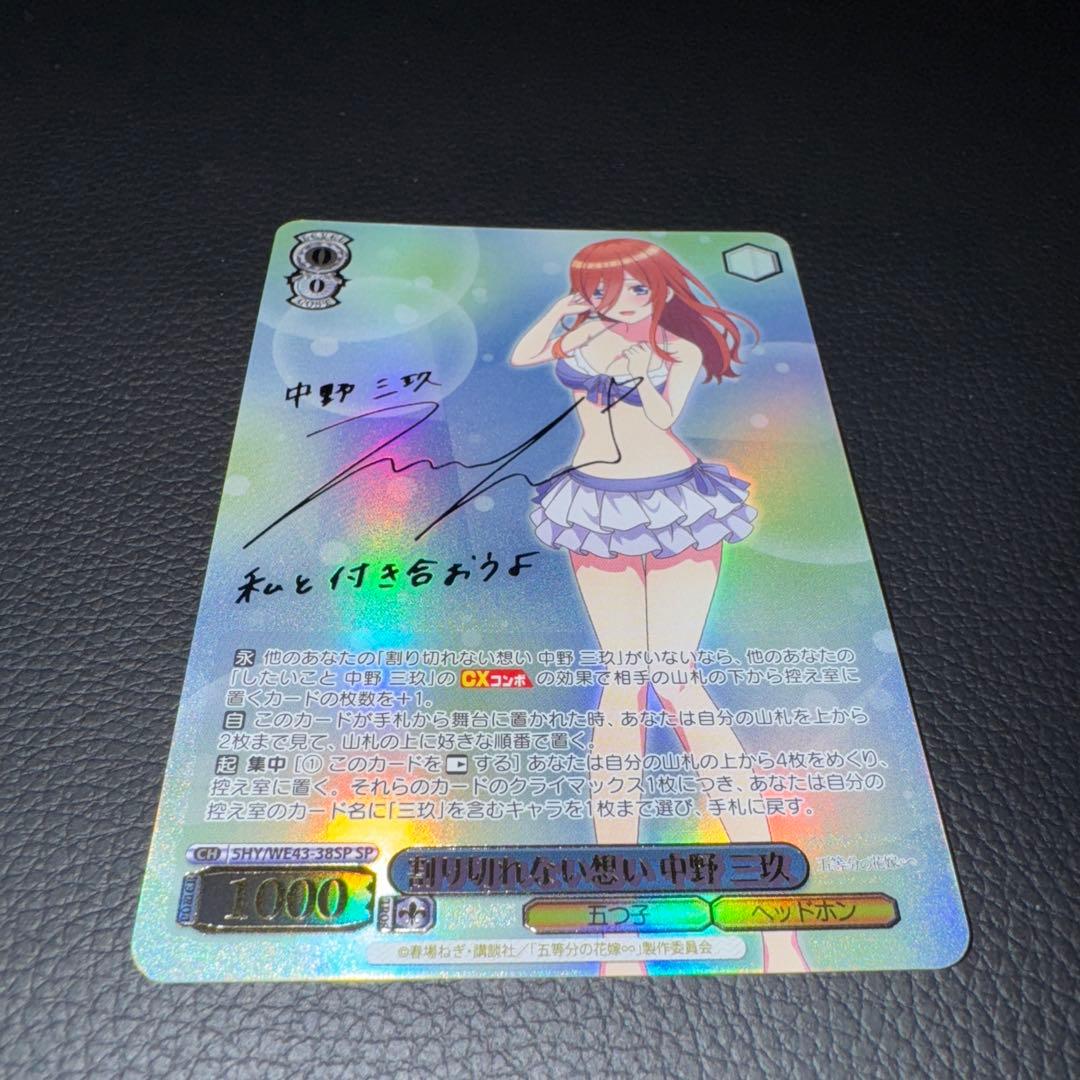 0
0
COST
中野 三玖
私と付き合おうよ
永 他のあなたの「割り切れない想い 中野 三玖」がいないなら、他のあなたの
「したいこと 中野 三玖」の CXコンボ の効果で相手の山札の下から控え室に
置くカードの枚数を+1。
自 このカードが手札から舞台に置かれた時、あなたは自分の山札を上から
2枚まで見て、山札の上に好きな順番で置く。
起 集中 [① このカードを する] あなたは自分の山札の上から4枚をめくり、
控え室に置く。それらのカードのクライマックス1枚につき、あなたは自分の
控え室のカード名に「三玖」を含むキャラを1枚まで選び、手札に戻す。
CH 5HY/WE43-38SP SP
割り切れない想い 中野 三玖
五等分の花嫁∽
POWER
1000
SOUL
五つ子
ヘッドホン
©春場ねぎ・講談社/「五等分の花嫁∽」製作委員会